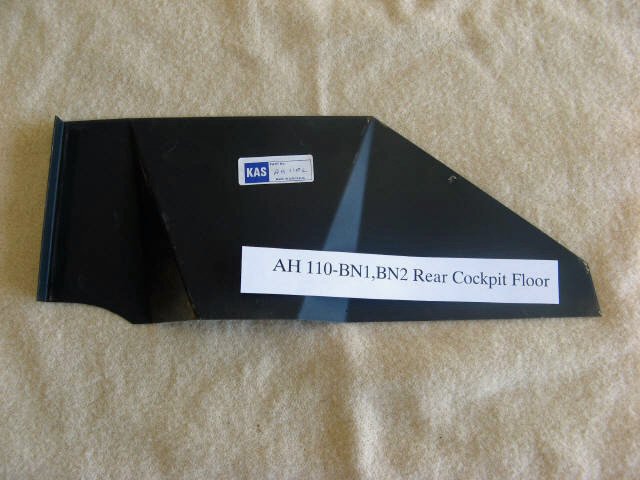 KAS
AH 110-BN1,BN2 Rear Cockpit Floor